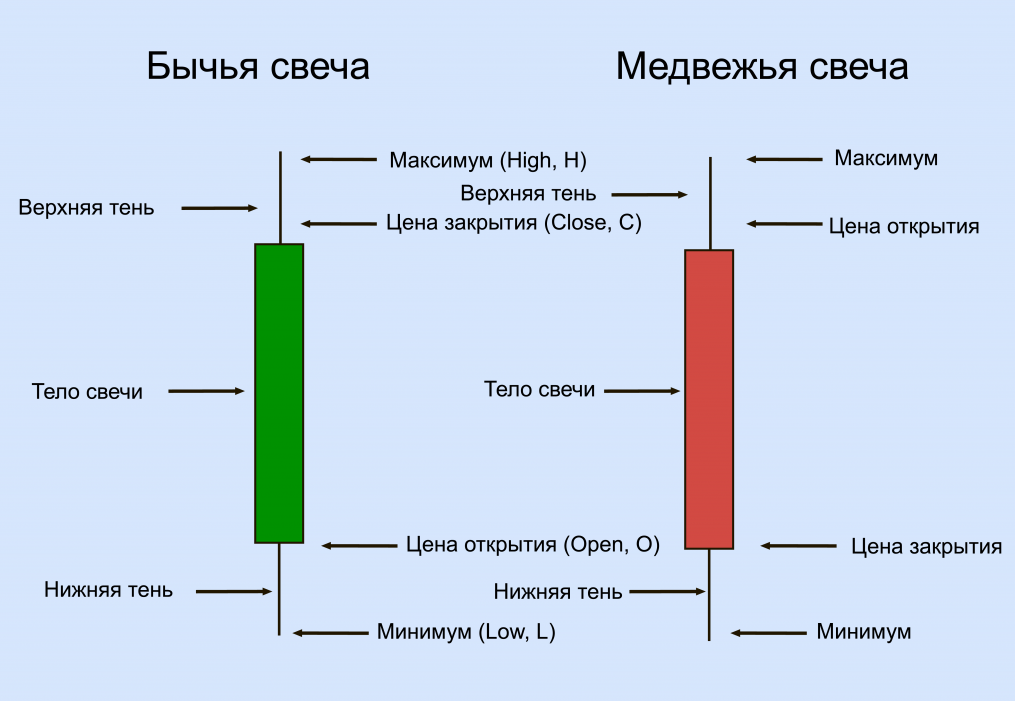 Бычья свеча
Медвежья свеча
Максимум (High, H)
Верхняя тень
Цена закрытия (Close, C)
Тело свечи
Цена открытия (Open, O)
Нижняя тень
Минимум (Low, L)
Максимум
Верхняя тень
Цена открытия
Тело свечи
Цена закрытия
Нижняя тень
Минимум